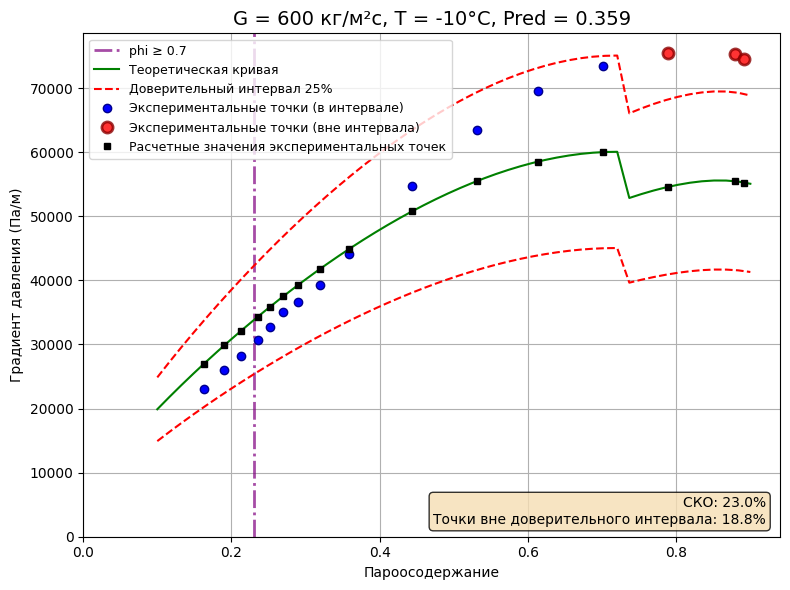 G = 600 кг/м²с, T = -10°C, Pred = 0.359
phi ≥ 0.7
Теоретическая кривая
Доверительный интервал 25%
Экспериментальные точки (в интервале)
Экспериментальные точки (вне интервала)
Расчетные значения экспериментальных точек
Градиент давления (Па/м)
70000
60000
50000
40000
30000
20000
10000
0
СКО: 23.0%
Точки вне доверительного интервала: 18.8%
0.0 0.2 0.4 0.6 0.8
Пароосодержание